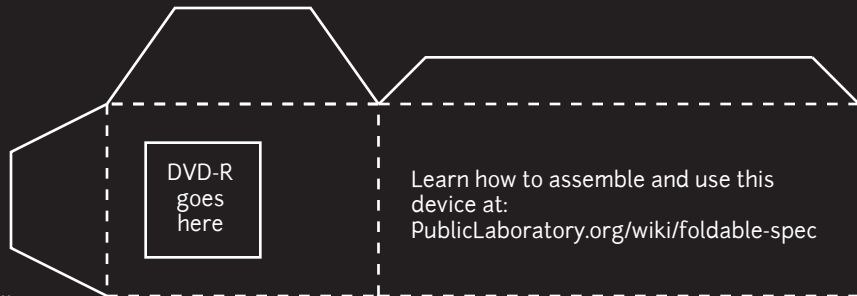 DVD-R
goes
here
Learn how to assemble and use this
device at:
PublicLaboratory.org/wiki/foldable-spec